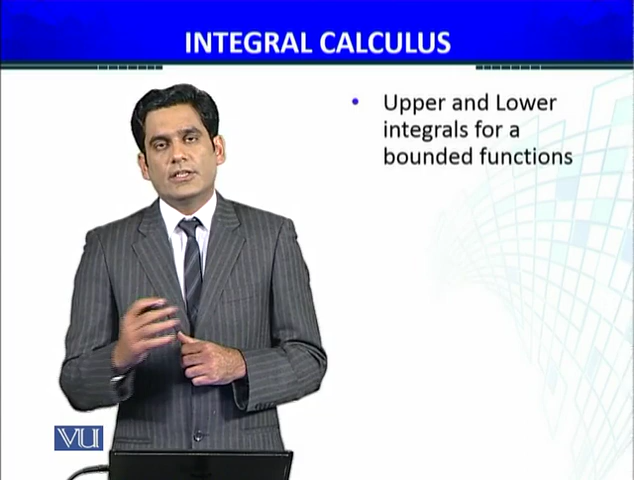 INTEGRAL CALCULUS
• Upper and Lower
integrals for a
bounded functions
VU